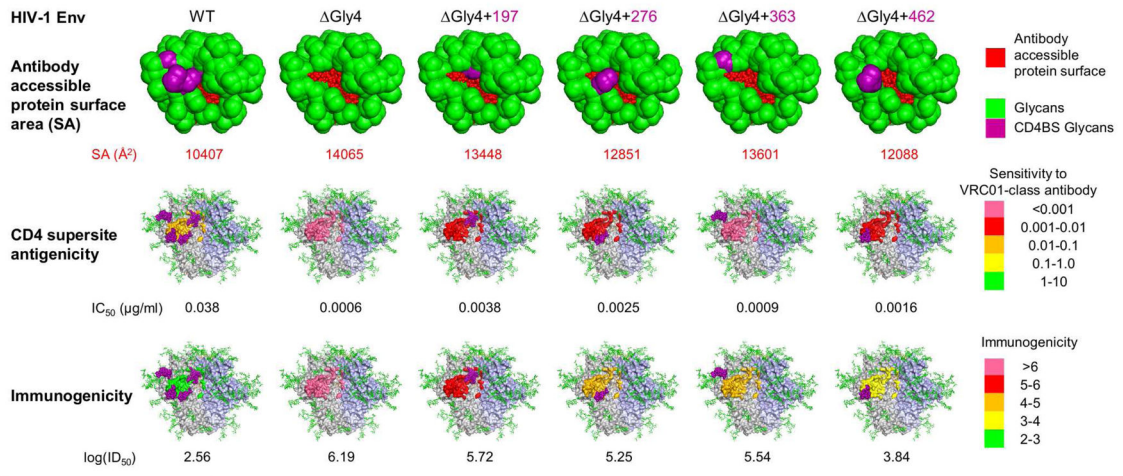 HIV-1 Env WT ΔGly4 ΔGly4+197 ΔGly4+276 ΔGly4+363 ΔGly4+462
Antibody
accessible
protein surface
area (SA)
Antibody
accessible
protein surface
Glycans
CD4BS Glycans
SA (Å²) 10407 14065 13448 12851 13601 12088
CD4 supersite
antigenicity
Sensitivity to
VRC01-class antibody
<0.001
0.001-0.01
0.01-0.1
0.1-1.0
1-10
IC₅₀ (µg/ml) 0.038 0.0006 0.0038 0.0025 0.0009 0.0016
Immunogenicity
Immunogenicity
>6
5-6
4-5
3-4
2-3
log(ID₅₀) 2.56 6.19 5.72 5.25 5.54 3.84